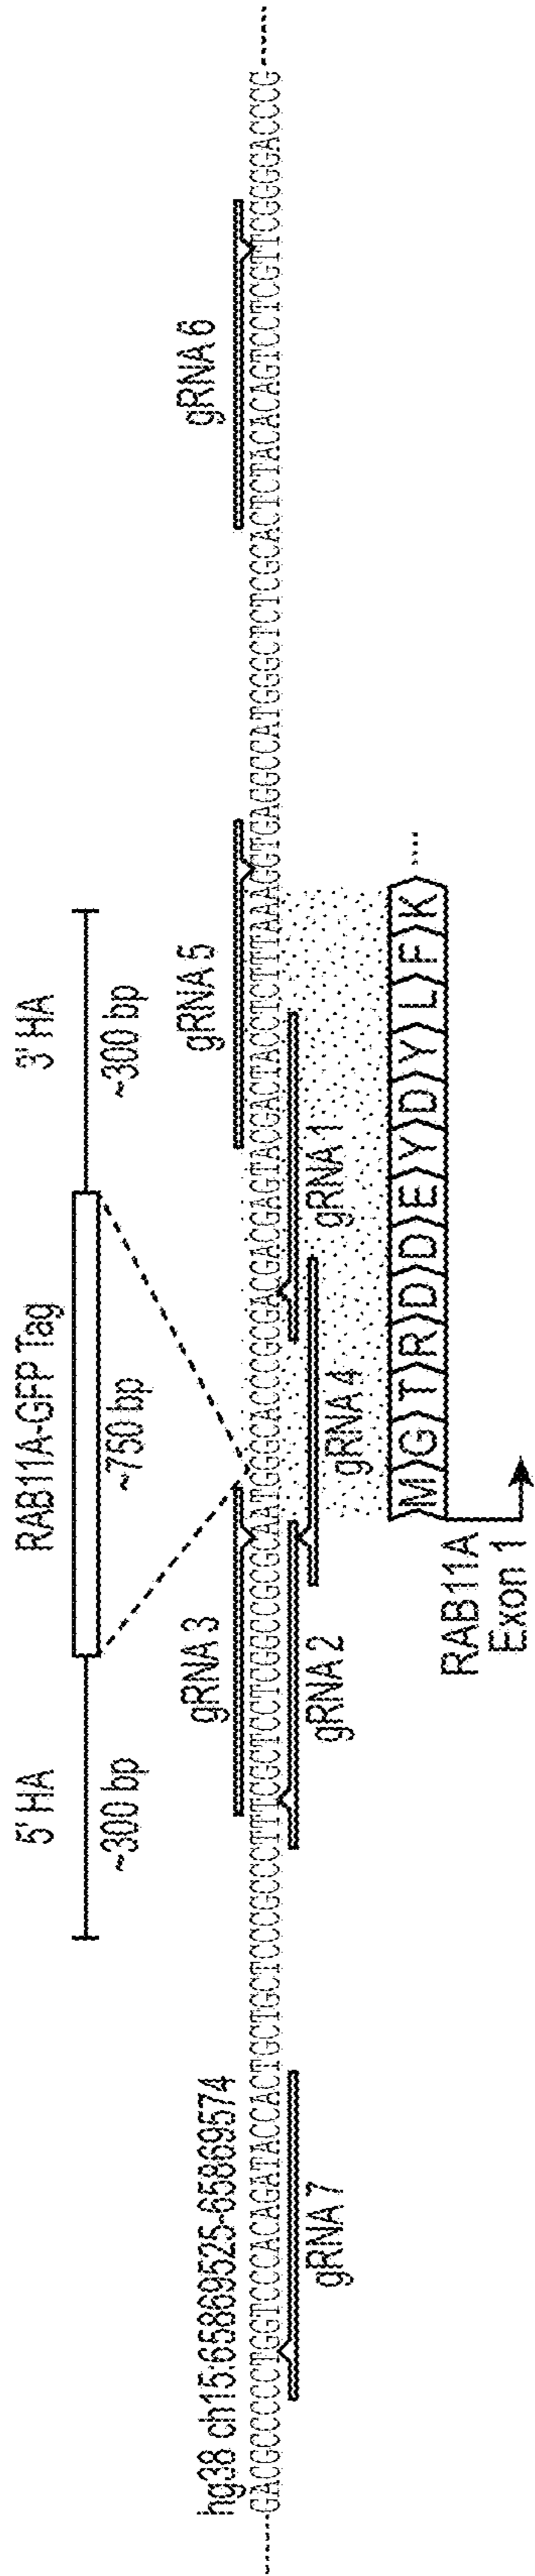 5' HA
RAB11A-GFP Tag
3' HA
~300 bp
~750 bp
~300 bp
hg38 ch15:65869525-65869574
gRNA 3
gRNA 5
gRNA 6
GACGCCCCCTGGTCCCACAGATACCACTGCTGCTCCCGCCCTTTCGCTCCTCGGCCGCGCAATGGGCACCCGCGACGACGAGTACGACTACCTCTTTAAAGGTGAGGCCATGGGCTCTCGCACTCTACACAGTCCTCGTTCGGGGACCCG
gRNA 7
gRNA 2
gRNA 1
gRNA 4
M G T R D D E Y D Y L F K
RAB11A
Exon 1